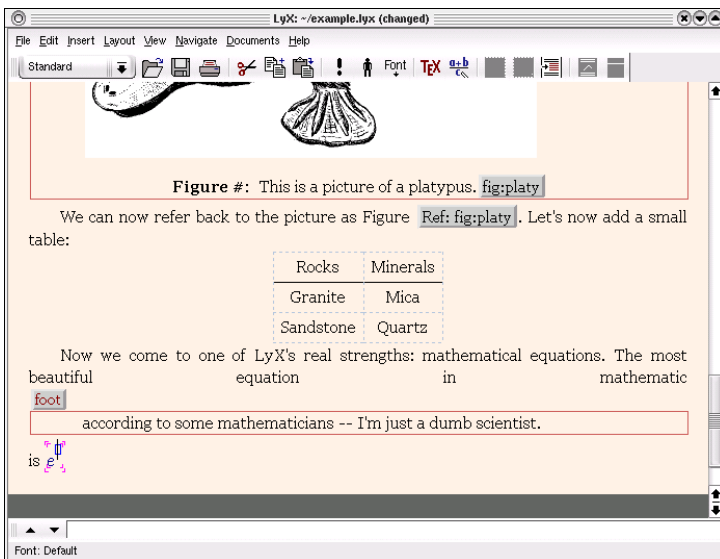 LyX: ~/example.lyx (changed)
File Edit Insert Layout View Navigate Documents Help
Standard ! Font TEX a+b c
Figure #: This is a picture of a platypus. fig:platy
We can now refer back to the picture as Figure Ref: fig:platy . Let's now add a small
table:
Rocks Minerals
Granite Mica
Sandstone Quartz
Now we come to one of LyX's real strengths: mathematical equations. The most
beautiful equation in mathematic
foot
according to some mathematicians -- I'm just a dumb scientist.
is e
Font: Default